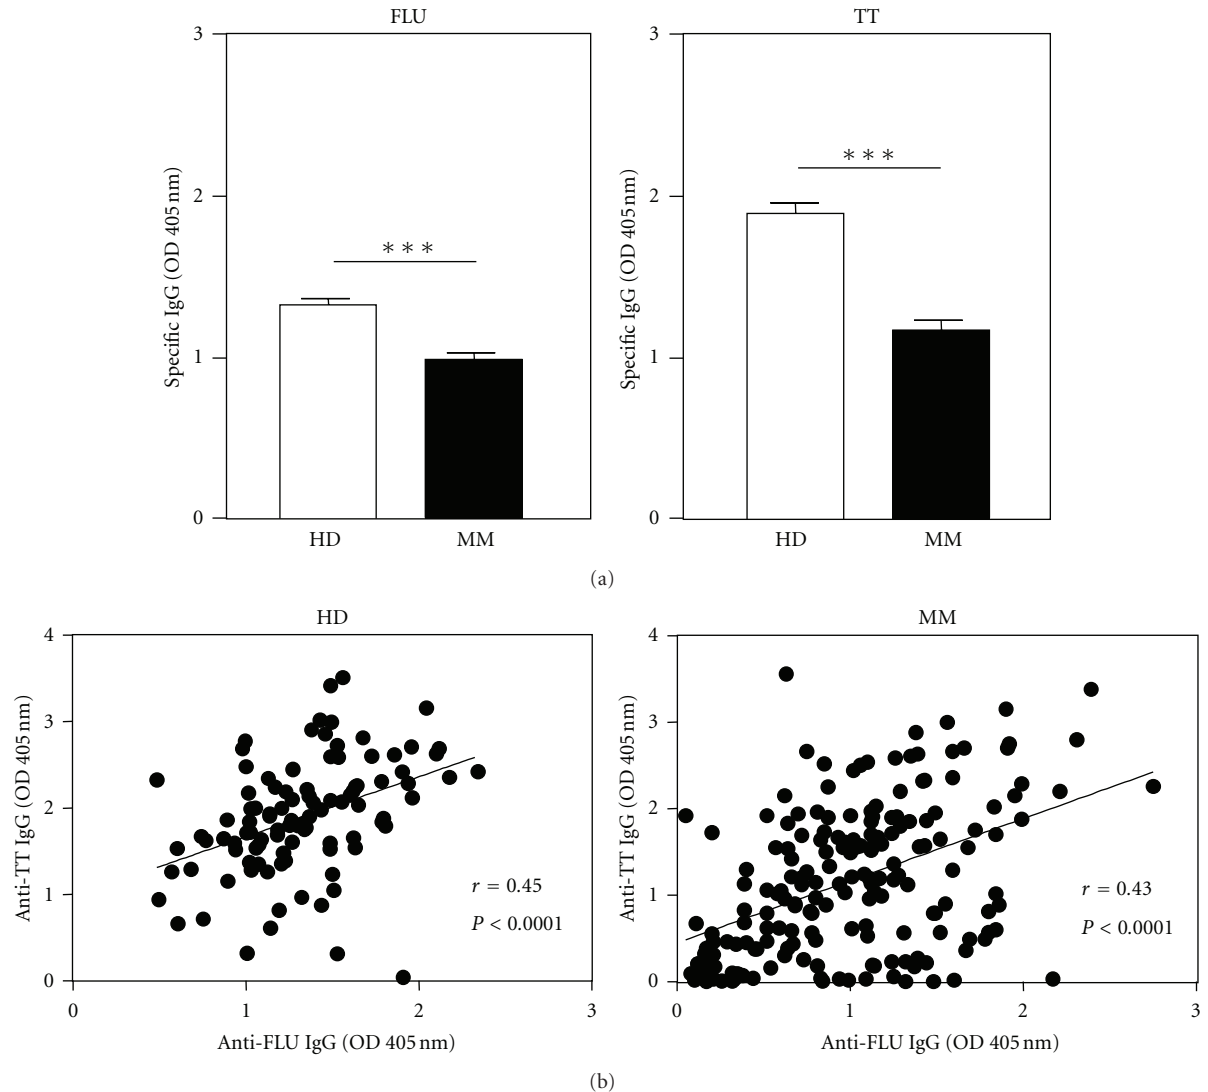 FLU
3
2
1
0
Specific IgG (OD 405 nm)
∗∗∗
HD
MM
TT
3
2
1
0
Specific IgG (OD 405 nm)
∗∗∗
HD
MM
(a)
HD
4
3
2
1
0
Anti-TT IgG (OD 405 nm)
r = 0.45
P < 0.0001
0
1
2
3
Anti-FLU IgG (OD 405 nm)
MM
4
3
2
1
0
Anti-TT IgG (OD 405 nm)
r = 0.43
P < 0.0001
0
1
2
3
Anti-FLU IgG (OD 405 nm)
(b)